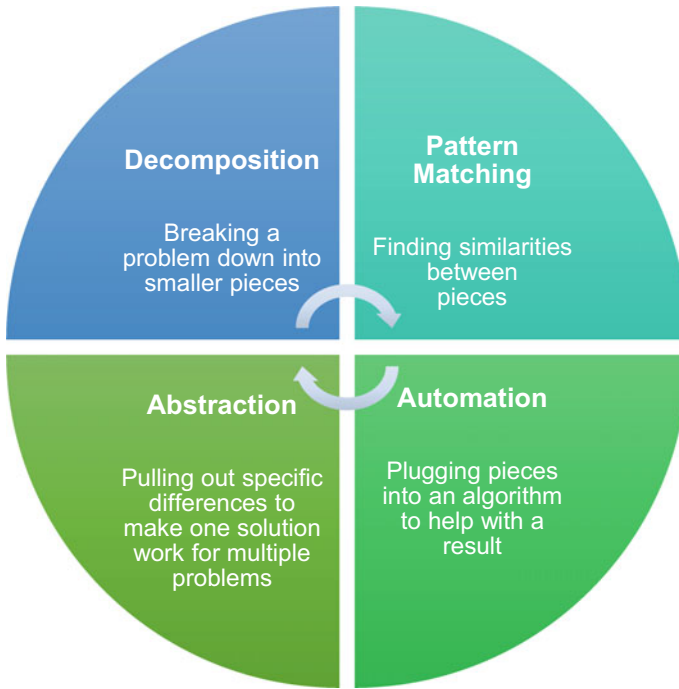 Decomposition
Breaking a
problem down into
smaller pieces
Pattern
Matching
Finding similarities
between
pieces
Abstraction
Pulling out specific
differences to
make one solution
work for multiple
problems
Automation
Plugging pieces
into an algorithm
to help with a
result